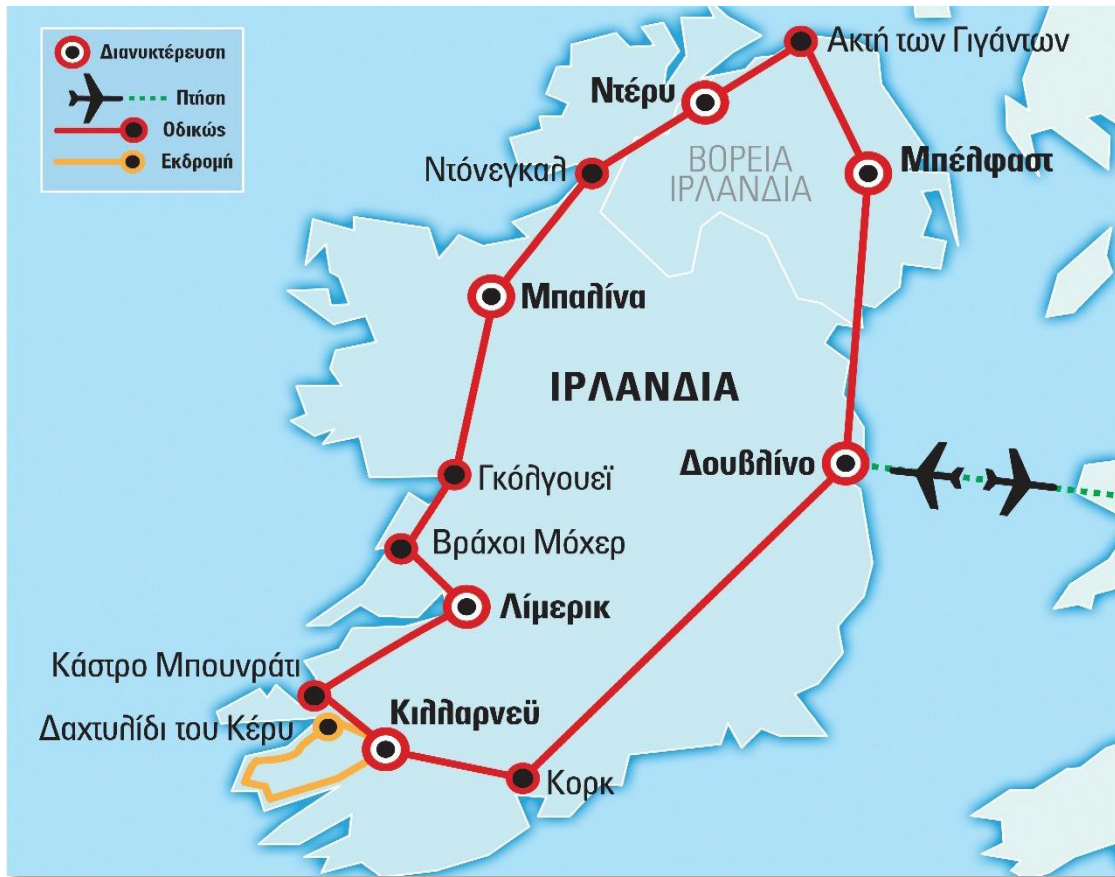 Διανυκτέρευση
Πτήση
Οδικώς
Εκδρομή
Ακτή των Γιγάντων
Ντέρυ
Ντόνεγκαλ
ΒΟΡΕΙΑ
ΙΡΛΑΝΔΙΑ
Μπέλφαστ
Μπαλίνα
ΙΡΛΑΝΔΙΑ
Δουβλίνο
Γκόλγουεϊ
Βράχοι Μόχερ
Λίμερικ
Κάστρο Μπουνράτι
Δαχτυλίδι του Κέρυ
Κιλλαρνεϋ
Κορκ